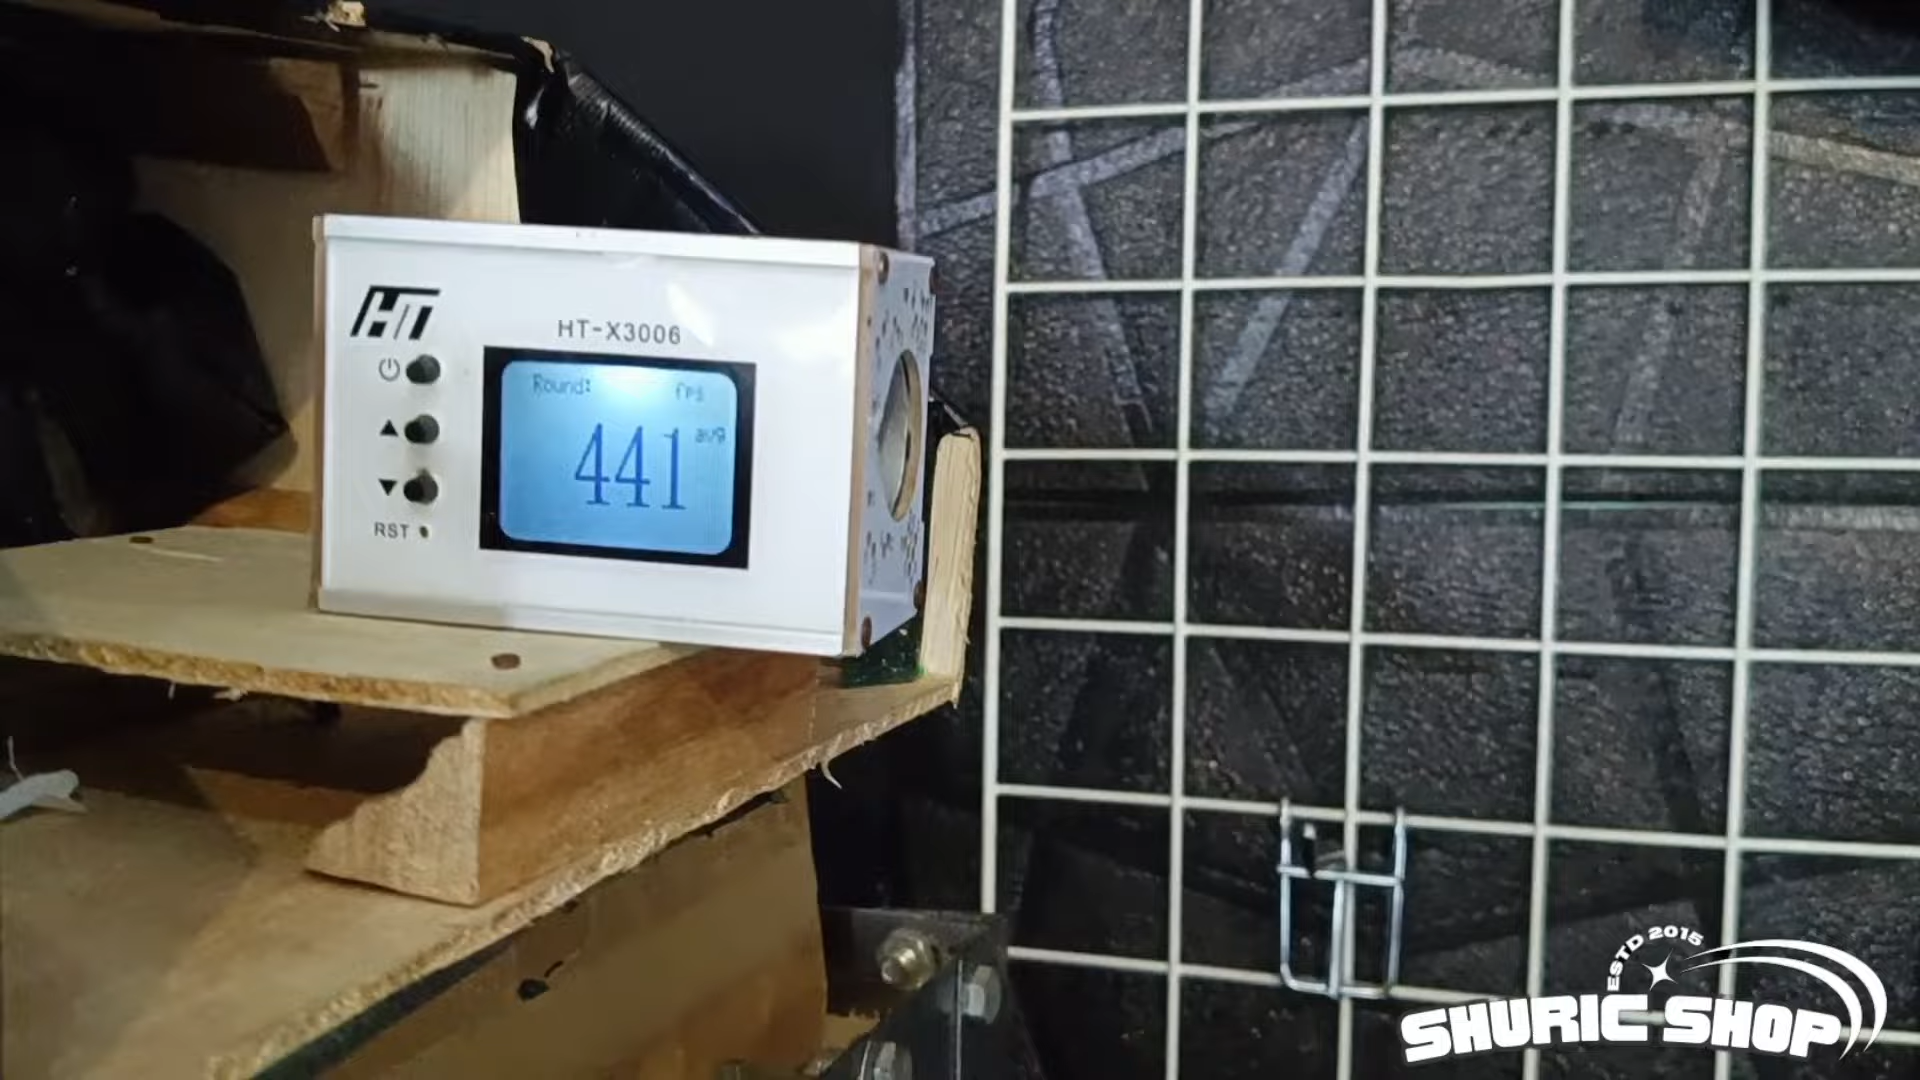 HT
HT-X3006
Round: fps
avg
441
RST
ESTD 2015
SHURIC SHOP